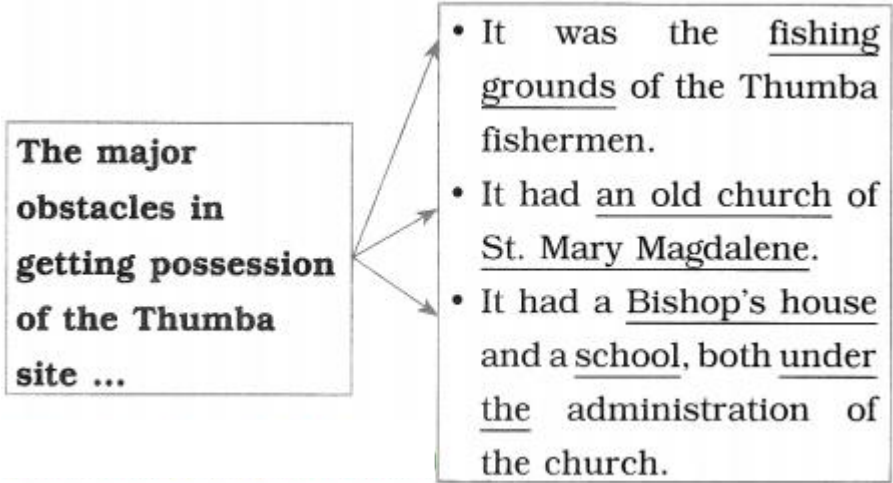 The major
obstacles in
getting possession
of the Thumba
site ...
• It was the fishing
grounds of the Thumba
fishermen.
• It had an old church of
St. Mary Magdalene.
• It had a Bishop's house
and a school, both under
the administration of
the church.